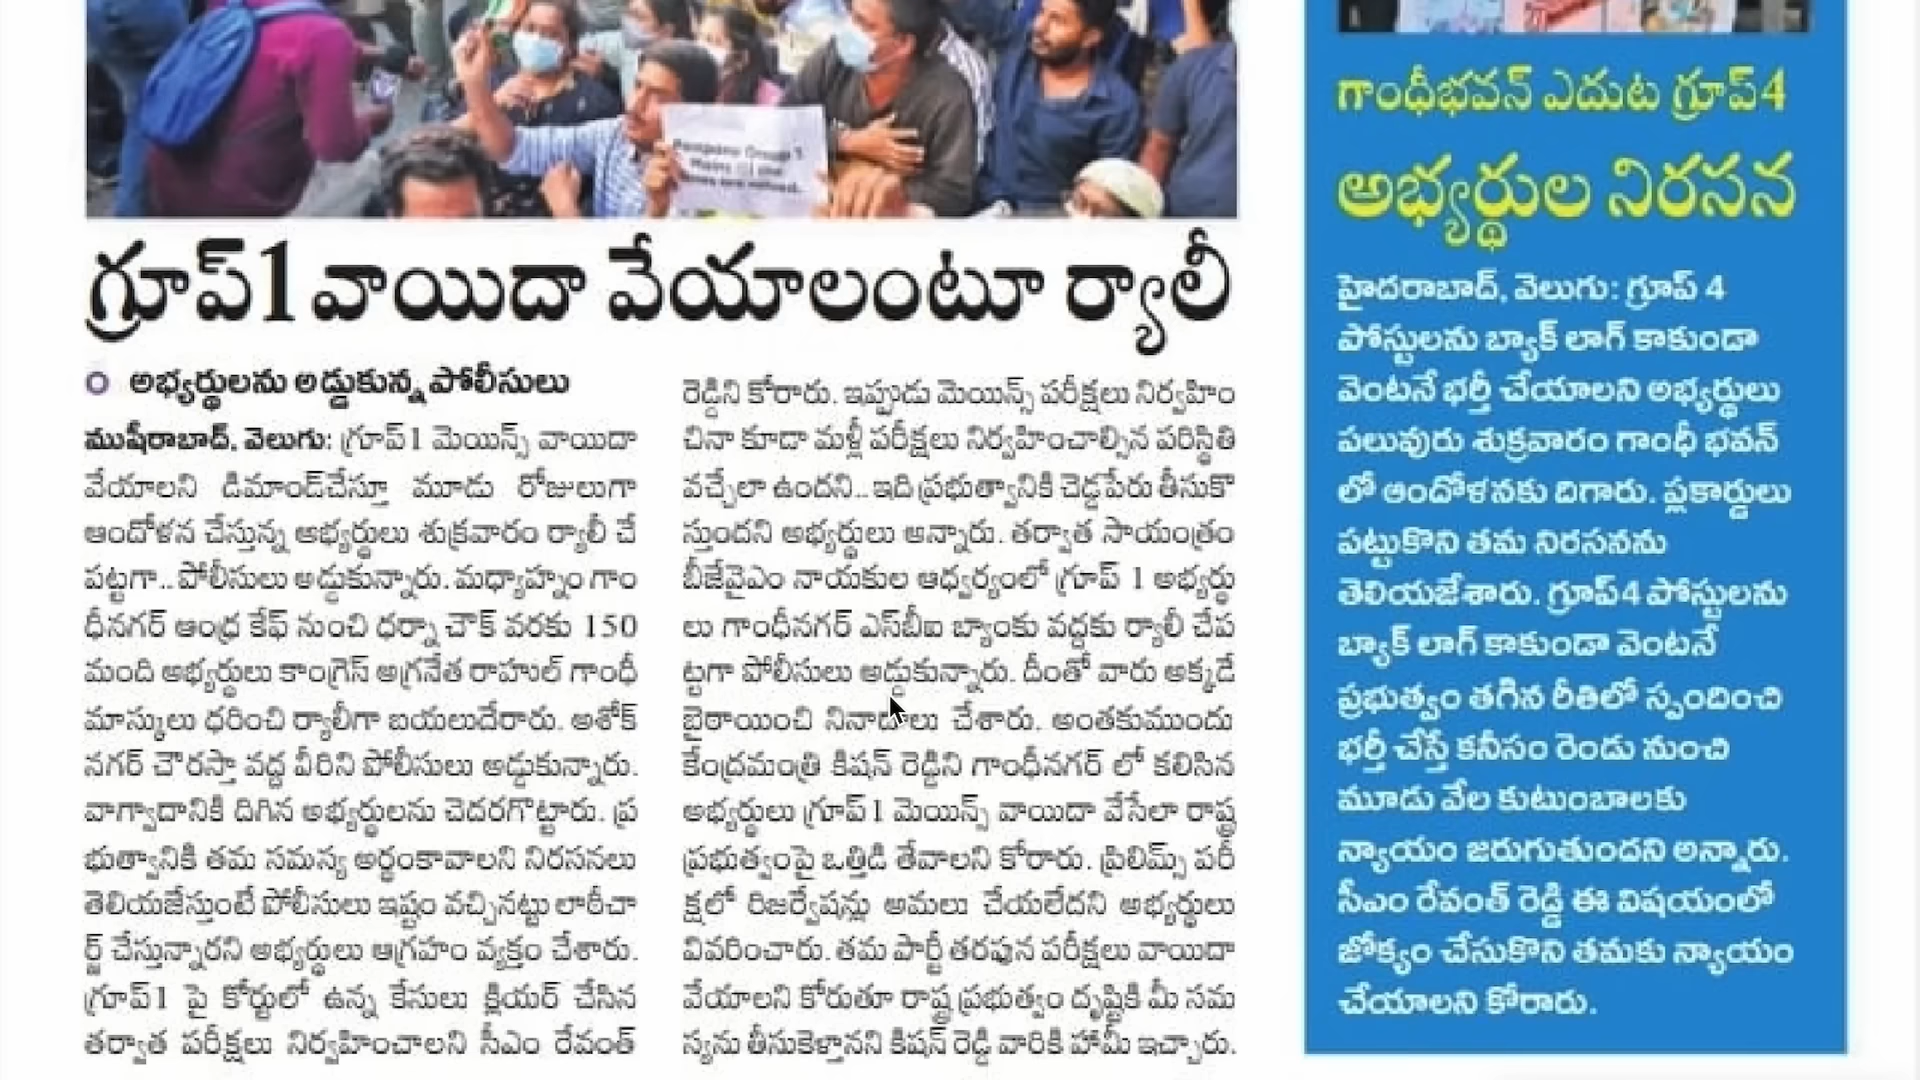 గ్రూప్1 వాయిదా వేయాలంటూ ర్యాలీ
అభ్యర్థులను అడ్డుకున్న పోలీసులు
ముషీరాబాద్, వెలుగు: గ్రూప్1 మెయిన్స్ వాయిదా
వేయాలని డిమాండ్‌చేస్తూ మూడు రోజులుగా
ఆందోళన చేస్తున్న అభ్యర్థులు శుక్రవారం ర్యాలీ చే
పట్టగా.. పోలీసులు అడ్డుకున్నారు. మధ్యాహ్నం గాం
ధీనగర్ ఆంధ్ర కేఫ్ నుంచి ధర్నా చౌక్ వరకు 150
మంది అభ్యర్థులు కాంగ్రెస్ అగ్రనేత రాహుల్ గాంధీ
మాస్కులు ధరించి ర్యాలీగా బయలుదేరారు. అశోక్
నగర్ చౌరస్తా వద్ద వీరిని పోలీసులు అడ్డుకున్నారు.
వాగ్వాదానికి దిగిన అభ్యర్థులను చెదరగొట్టారు. ప్ర
భుత్వానికి తమ సమస్య అర్థంకావాలని నిరసనలు
తెలియజేస్తుంటే పోలీసులు ఇష్టం వచ్చినట్టు లాఠీచా
ర్జ్ చేస్తున్నారని అభ్యర్థులు ఆగ్రహం వ్యక్తం చేశారు.
గ్రూప్1 పై కోర్టులో ఉన్న కేసులు క్లియర్ చేసిన
తర్వాత పరీక్షలు నిర్వహించాలని సీఎం రేవంత్
రెడ్డిని కోరారు. ఇప్పుడు మెయిన్స్ పరీక్షలు నిర్వహిం
చినా కూడా మళ్లీ పరీక్షలు నిర్వహించాల్సిన పరిస్థితి
వచ్చేలా ఉందని.. ఇది ప్రభుత్వానికి చెడ్డపేరు తీసుకొ
స్తుందని అభ్యర్థులు అన్నారు. తర్వాత సాయంత్రం
బీజేవైఎం నాయకుల ఆధ్వర్యంలో గ్రూప్ 1 అభ్యర్థు
లు గాంధీనగర్ ఎస్‌బీఐ బ్యాంకు వద్దకు ర్యాలీ చేప
ట్టగా పోలీసులు అడ్డుకున్నారు. దీంతో వారు అక్కడే
బైఠాయించి నినాదాలు చేశారు. అంతకుముందు
కేంద్రమంత్రి కిషన్ రెడ్డిని గాంధీనగర్ లో కలిసిన
అభ్యర్థులు గ్రూప్1 మెయిన్స్ వాయిదా వేసేలా రాష్ట్ర
ప్రభుత్వంపై ఒత్తిడి తేవాలని కోరారు. ప్రిలిమ్స్ పరీ
క్షలో రిజర్వేషన్లు అమలు చేయలేదని అభ్యర్థులు
వివరించారు. తమ పార్టీ తరఫున పరీక్షలు వాయిదా
వేయాలని కోరుతూ రాష్ట్ర ప్రభుత్వం దృష్టికి మీ సమ
స్యను తీసుకెళ్తానని కిషన్ రెడ్డి వారికి హామీ ఇచ్చారు.
గాంధీభవన్ ఎదుట గ్రూప్4
అభ్యర్థుల నిరసన
హైదరాబాద్, వెలుగు: గ్రూప్ 4
పోస్టులను బ్యాక్ లాగ్ కాకుండా
వెంటనే భర్తీ చేయాలని అభ్యర్థులు
పలువురు శుక్రవారం గాంధీ భవన్
లో ఆందోళనకు దిగారు. ప్లకార్డులు
పట్టుకొని తమ నిరసనను
తెలియజేశారు. గ్రూప్4 పోస్టులను
బ్యాక్ లాగ్ కాకుండా వెంటనే
ప్రభుత్వం తగిన రీతిలో స్పందించి
భర్తీ చేస్తే కనీసం రెండు నుంచి
మూడు వేల కుటుంబాలకు
న్యాయం జరుగుతుందని అన్నారు.
సీఎం రేవంత్ రెడ్డి ఈ విషయంలో
జోక్యం చేసుకొని తమకు న్యాయం
చేయాలని కోరారు.